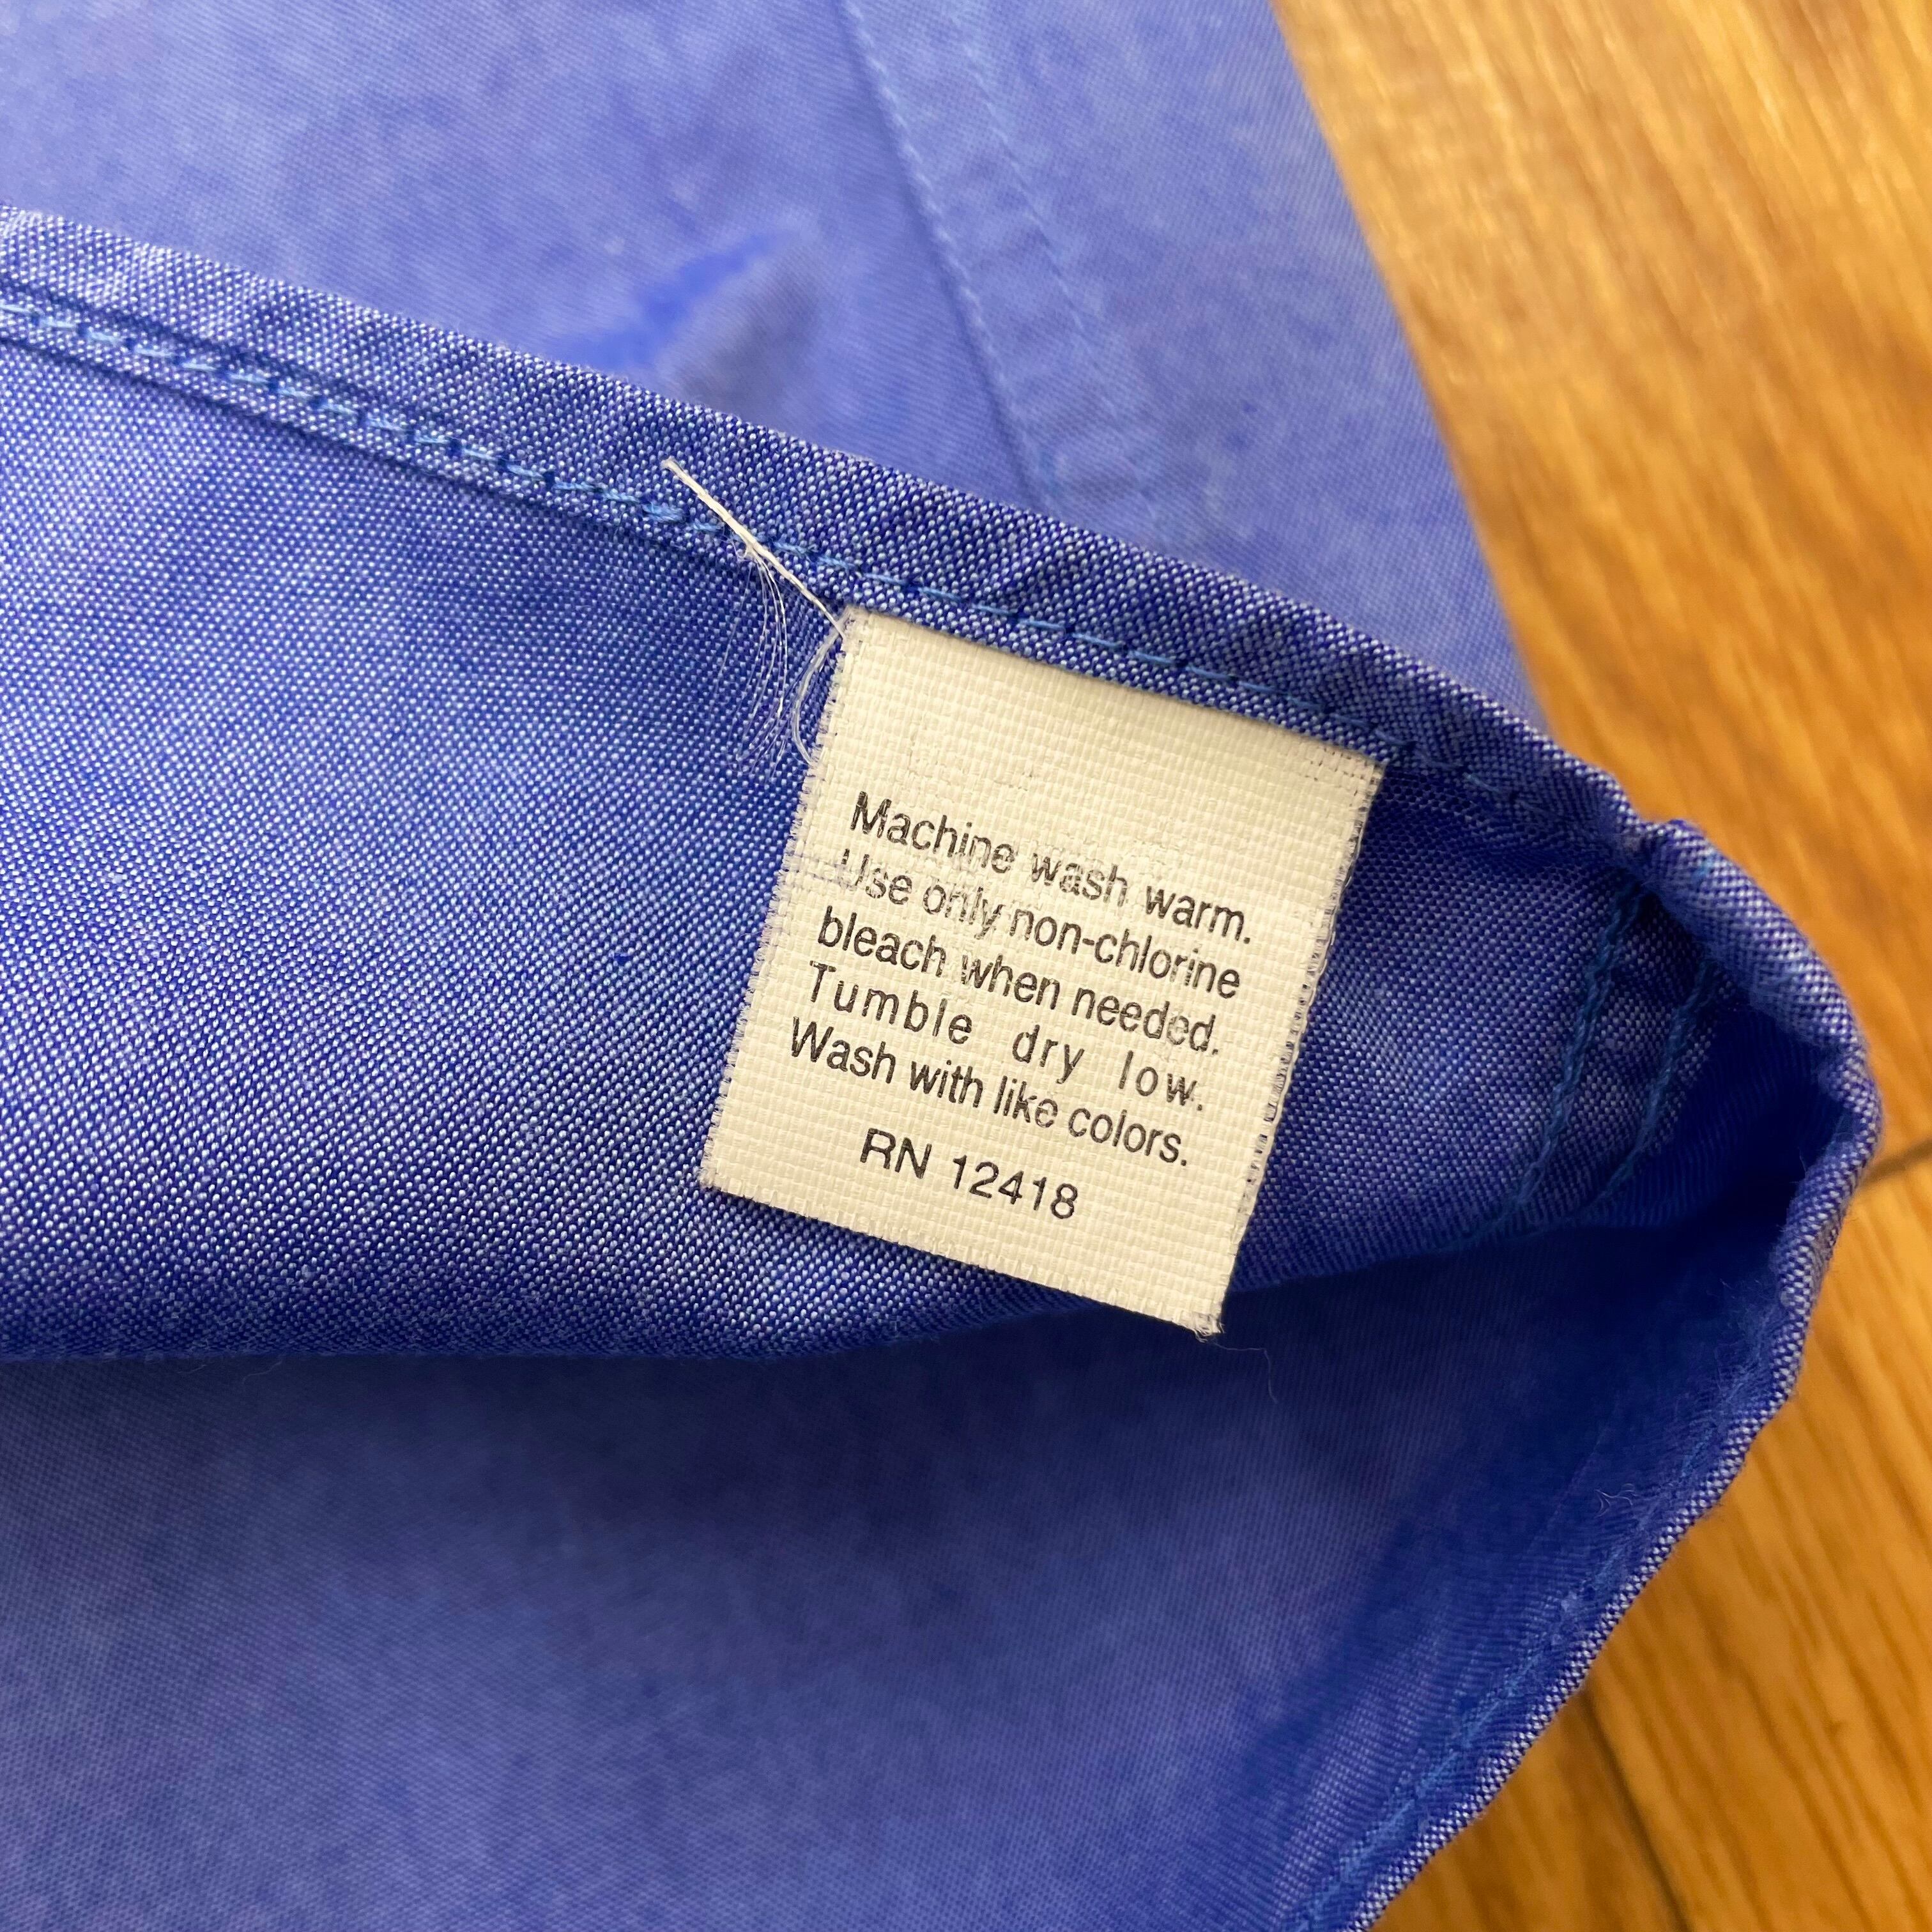 Machine wash warm.
Use only non-chlorine
bleach when needed.
Tumble dry low.
Wash with like colors.
RN 12418